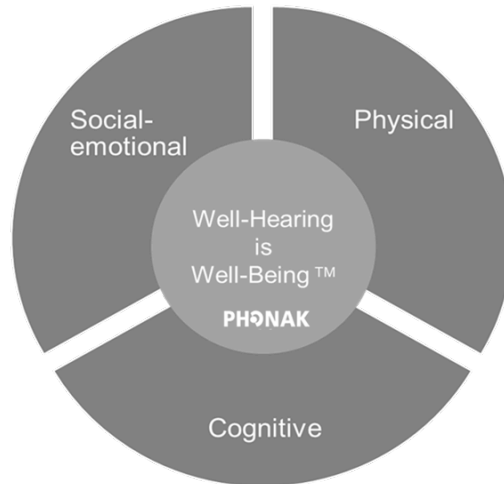 Social-
emotional
Physical
Well-Hearing
is
Well-Being™
PHONAK
Cognitive